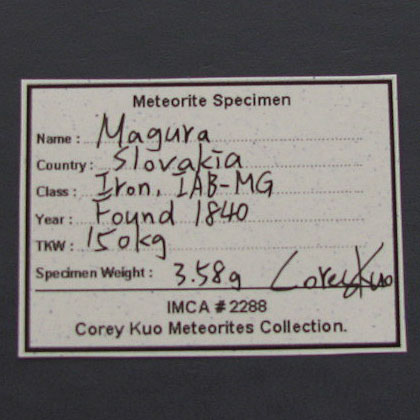 Meteorite Specimen
Name : Magura
Country : Slovakia
Class : Iron, IAB-MG
Year : Found 1840
TKW : 150kg
Specimen Weight : 3.58g Corey Kuo
IMCA # 2288
Corey Kuo Meteorites Collection.